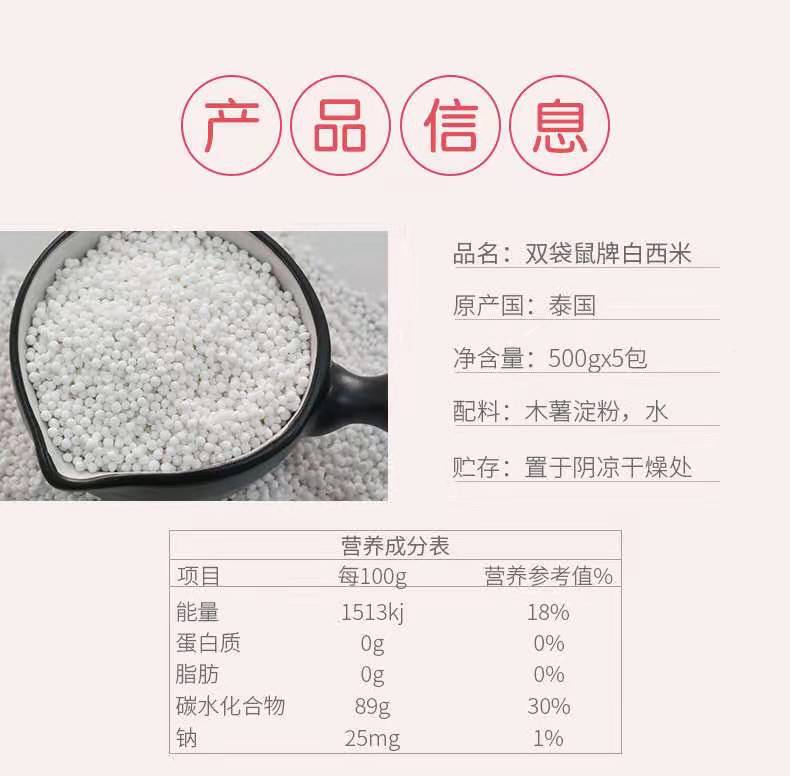 产品信息
品名：双袋鼠牌白西米
原产国：泰国
净含量：500gx5包
配料：木薯淀粉，水
贮存：置于阴凉干燥处
营养成分表
项目 每100g 营养参考值%
能量 1513kj 18%
蛋白质 0g 0%
脂肪 0g 0%
碳水化合物 89g 30%
钠 25mg 1%